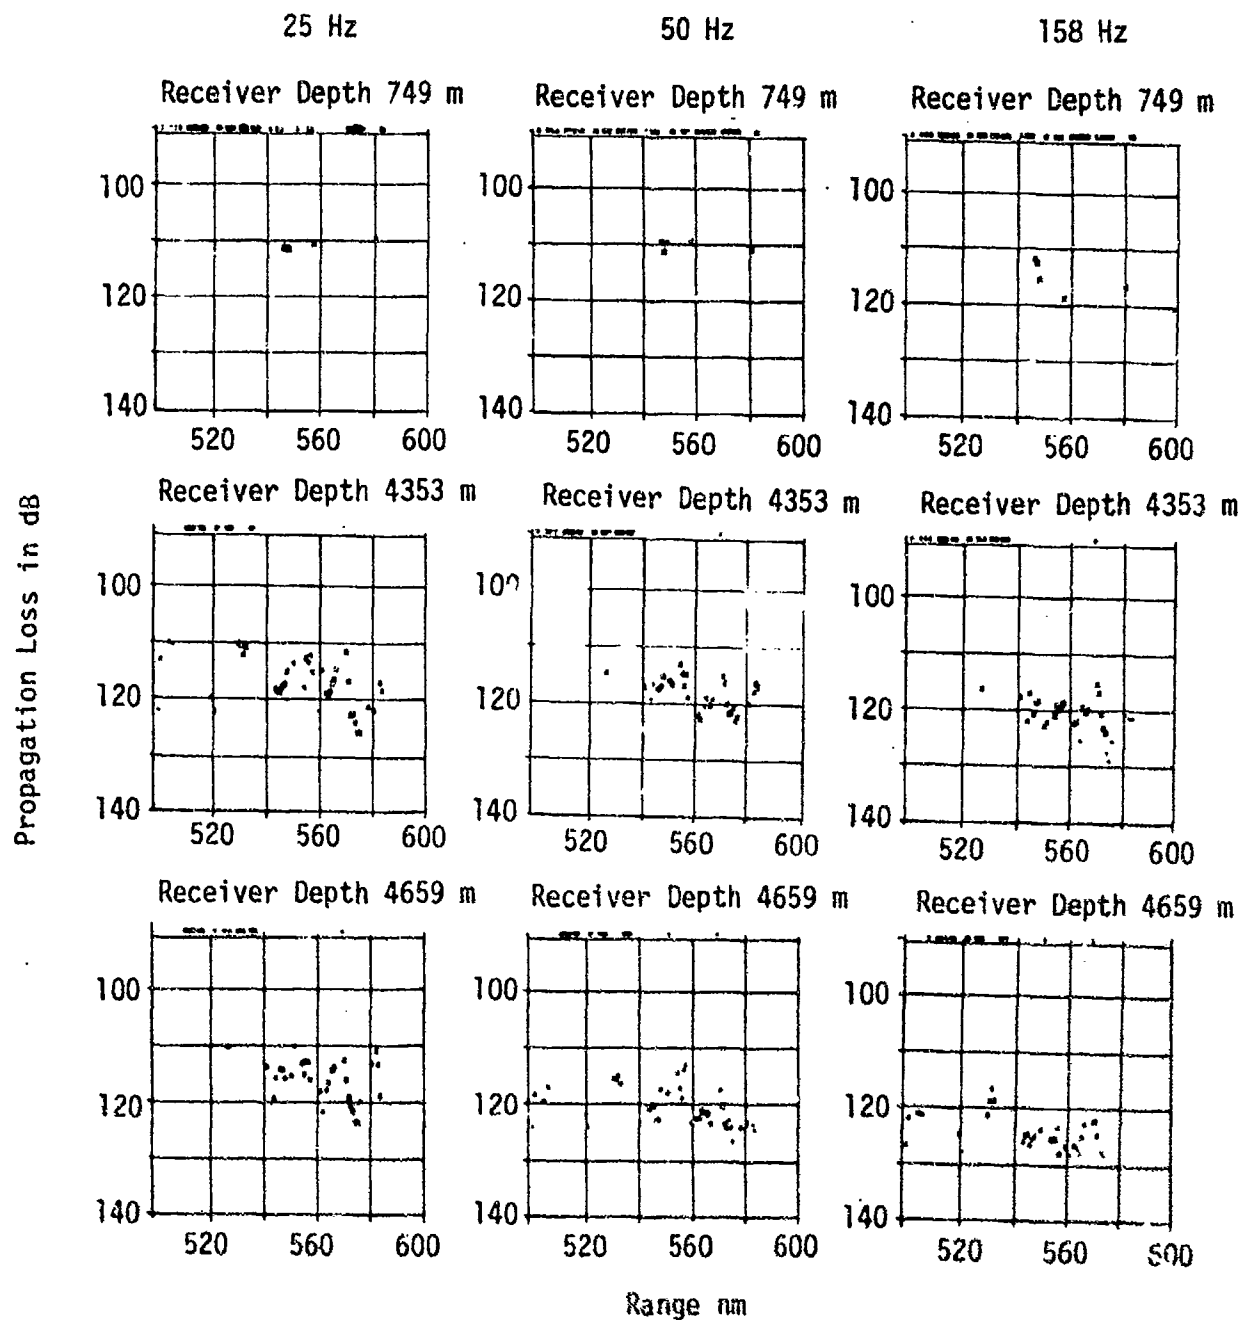 25 Hz 50 Hz 158 Hz
Receiver Depth 749 m Receiver Depth 749 m Receiver Depth 749 m
100 100 100
120 120 120
140 140 140
520 560 600 520 560 600 520 560 600
Propagation Loss in dB
Receiver Depth 4353 m Receiver Depth 4353 m Receiver Depth 4353 m
100 100 100
120 120 120
140 140 140
520 560 600 520 560 600 520 560 600
Receiver Depth 4659 m Receiver Depth 4659 m Receiver Depth 4659 m
100 100 100
120 120 120
140 140 140
520 560 600 520 560 600 520 560 600
Range nm